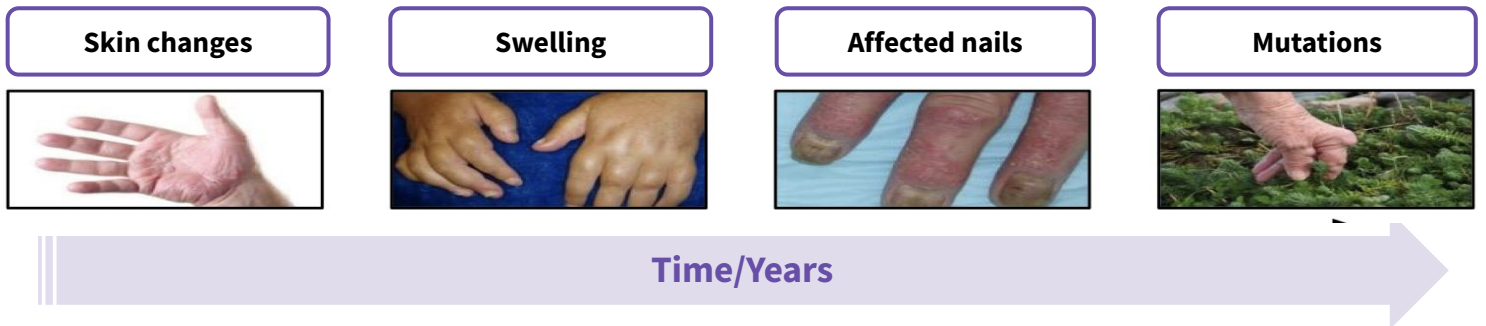 Skin changes
Swelling
Affected nails
Mutations
Time/Years